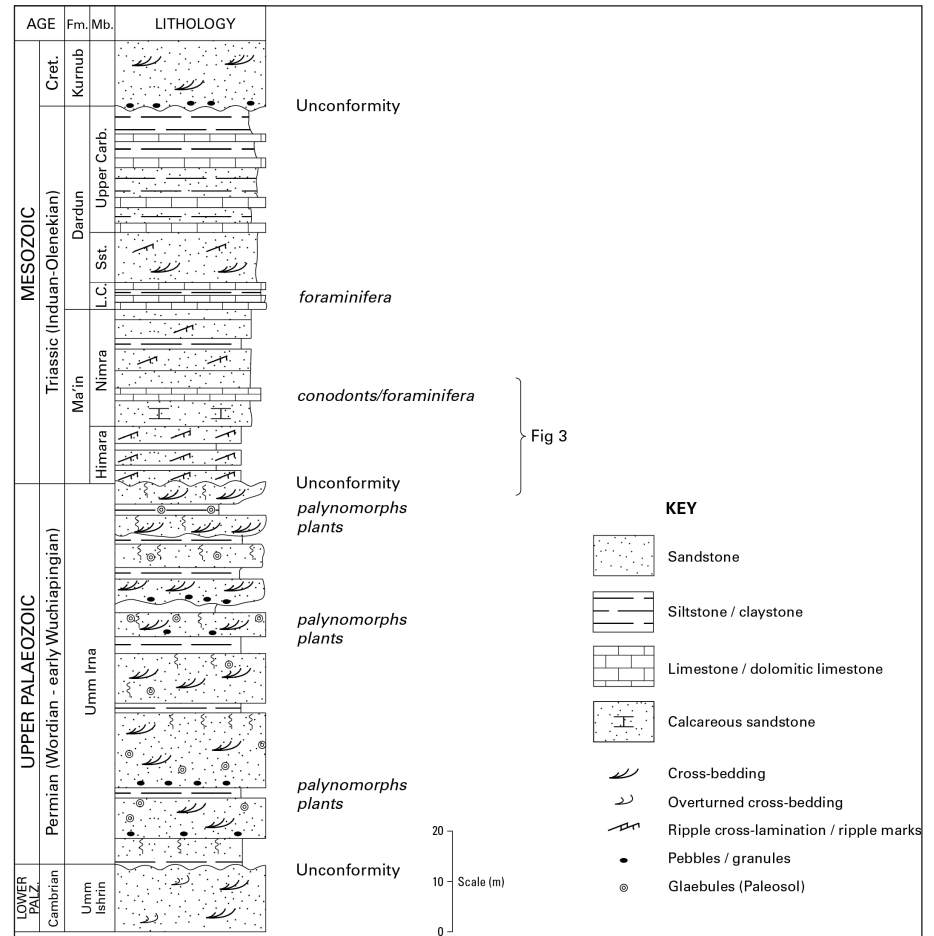 AGE Fm. Mb. LITHOLOGY
MESOZOIC
Cret.
Kurnub
Unconformity
Triassic (Induan-Olenekian)
Dardun
Upper Carb.
Sst.
L.C.
foraminifera
Ma'in
Nimra
conodonts/foraminifera
Fig 3
Himara
Unconformity
UPPER PALAEOZOIC
Permian (Wordian - early Wuchiapingian)
Umm Irna
palynomorphs
plants
palynomorphs
plants
palynomorphs
plants
Unconformity
LOWER
PALZ.
Cambrian
Umm
Ishrin
20
10
0
Scale (m)
KEY
Sandstone
Siltstone / claystone
Limestone / dolomitic limestone
Calcareous sandstone
Cross-bedding
Overturned cross-bedding
Ripple cross-lamination / ripple marks
Pebbles / granules
Glaebules (Paleosol)